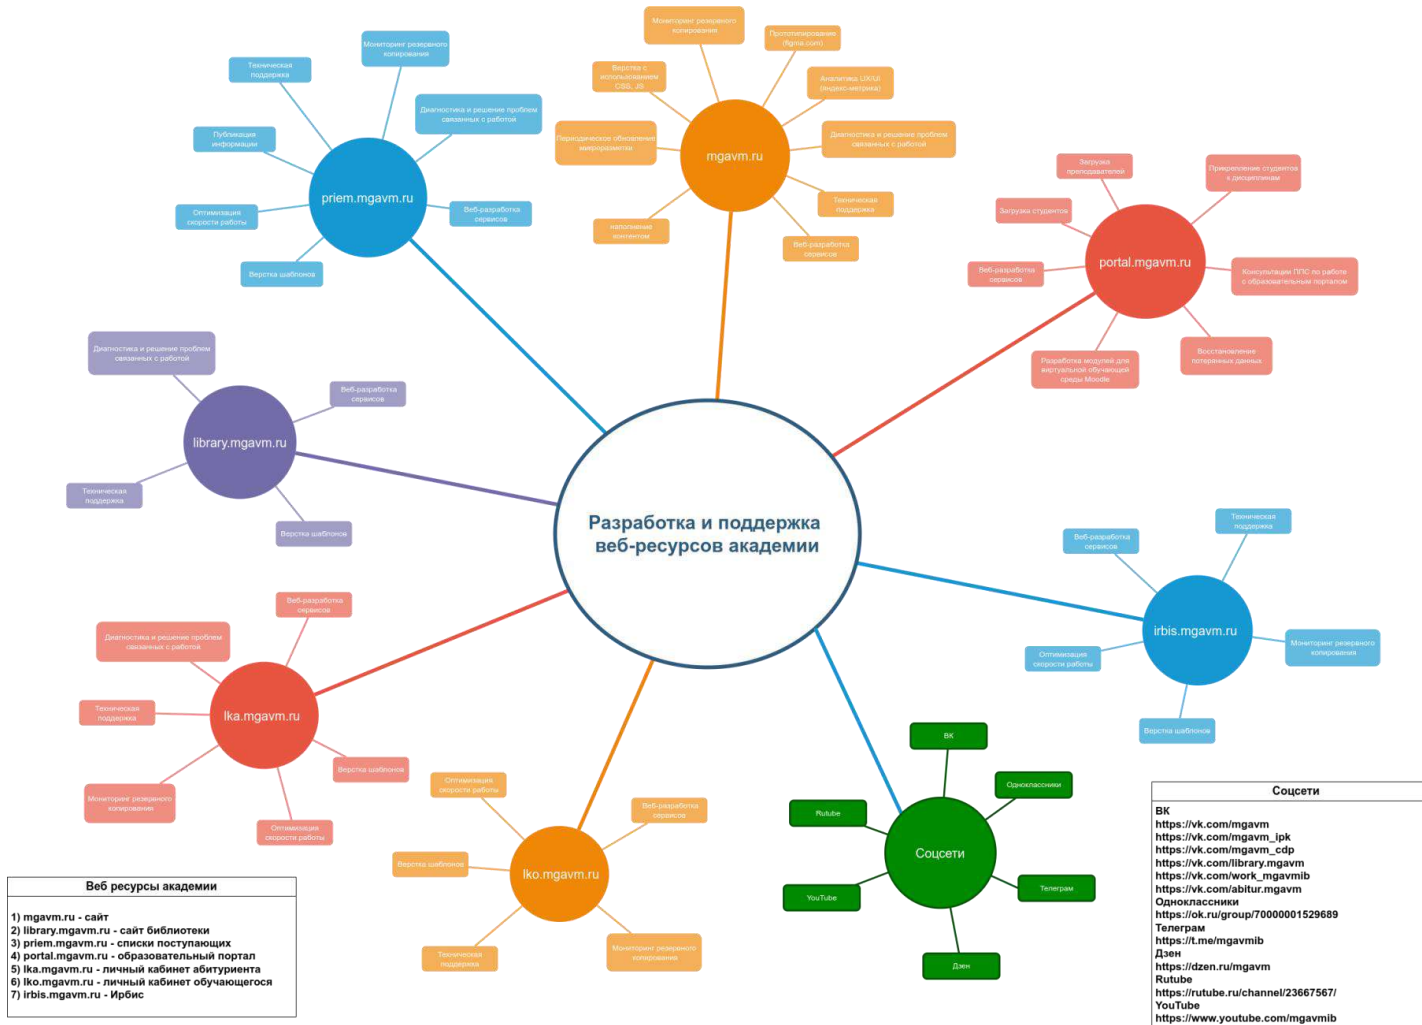 Мониторинг резервного
копирования
Техническая
поддержка
Диагностика и решение проблем
связанных с работой
Публикация
информации
priem.mgavm.ru
Оптимизация
скорости работы
Веб-разработка
сервисов
Верстка шаблонов
Мониторинг резервного
копирования
Прототипирование
(figma.com)
Верстка с
использованием
CSS, JS
Аналитика UX/UI
(яндекс-метрика)
Периодическое обновление
микроразметки
Диагностика и решение проблем
связанных с работой
mgavm.ru
Техническая
поддержка
наполнение
контентом
Веб-разработка
сервисов
Загрузка
преподавателей
Прикрепление студентов
к дисциплинам
Загрузка студентов
portal.mgavm.ru
Веб-разработка
сервисов
Консультации ППС по работе
с образовательным порталом
Разработка модулей для
виртуальной обучающей
среды Moodle
Восстановление
потерянных данных
Диагностика и решение проблем
связанных с работой
Веб-разработка
сервисов
library.mgavm.ru
Техническая
поддержка
Верстка шаблонов
Разработка и поддержка
веб-ресурсов академии
Техническая
поддержка
Веб-разработка
сервисов
irbis.mgavm.ru
Оптимизация
скорости работы
Мониторинг резервного
копирования
Верстка шаблонов
Веб-разработка
сервисов
Диагностика и решение проблем
связанных с работой
Техническая
поддержка
lka.mgavm.ru
Верстка шаблонов
Мониторинг резервного
копирования
Оптимизация
скорости работы
Оптимизация
скорости работы
Веб-разработка
сервисов
Верстка шаблонов
lko.mgavm.ru
Техническая
поддержка
Мониторинг резервного
копирования
ВК
Одноклассники
Rutube
Соцсети
YouTube
Телеграм
Дзен
Веб ресурсы академии
1) mgavm.ru - сайт
2) library.mgavm.ru - сайт библиотеки
3) priem.mgavm.ru - списки поступающих
4) portal.mgavm.ru - образовательный портал
5) lka.mgavm.ru - личный кабинет абитуриента
6) lko.mgavm.ru - личный кабинет обучающегося
7) irbis.mgavm.ru - Ирбис
Соцсети
ВК
https://vk.com/mgavm
https://vk.com/mgavm_ipk
https://vk.com/mgavm_cdp
https://vk.com/library.mgavm
https://vk.com/work_mgavmib
https://vk.com/abitur.mgavm
Одноклассники
https://ok.ru/group/70000001529689
Телеграм
https://t.me/mgavmib
Дзен
https://dzen.ru/mgavm
Rutube
https://rutube.ru/channel/23667567/
YouTube
https://www.youtube.com/mgavmib